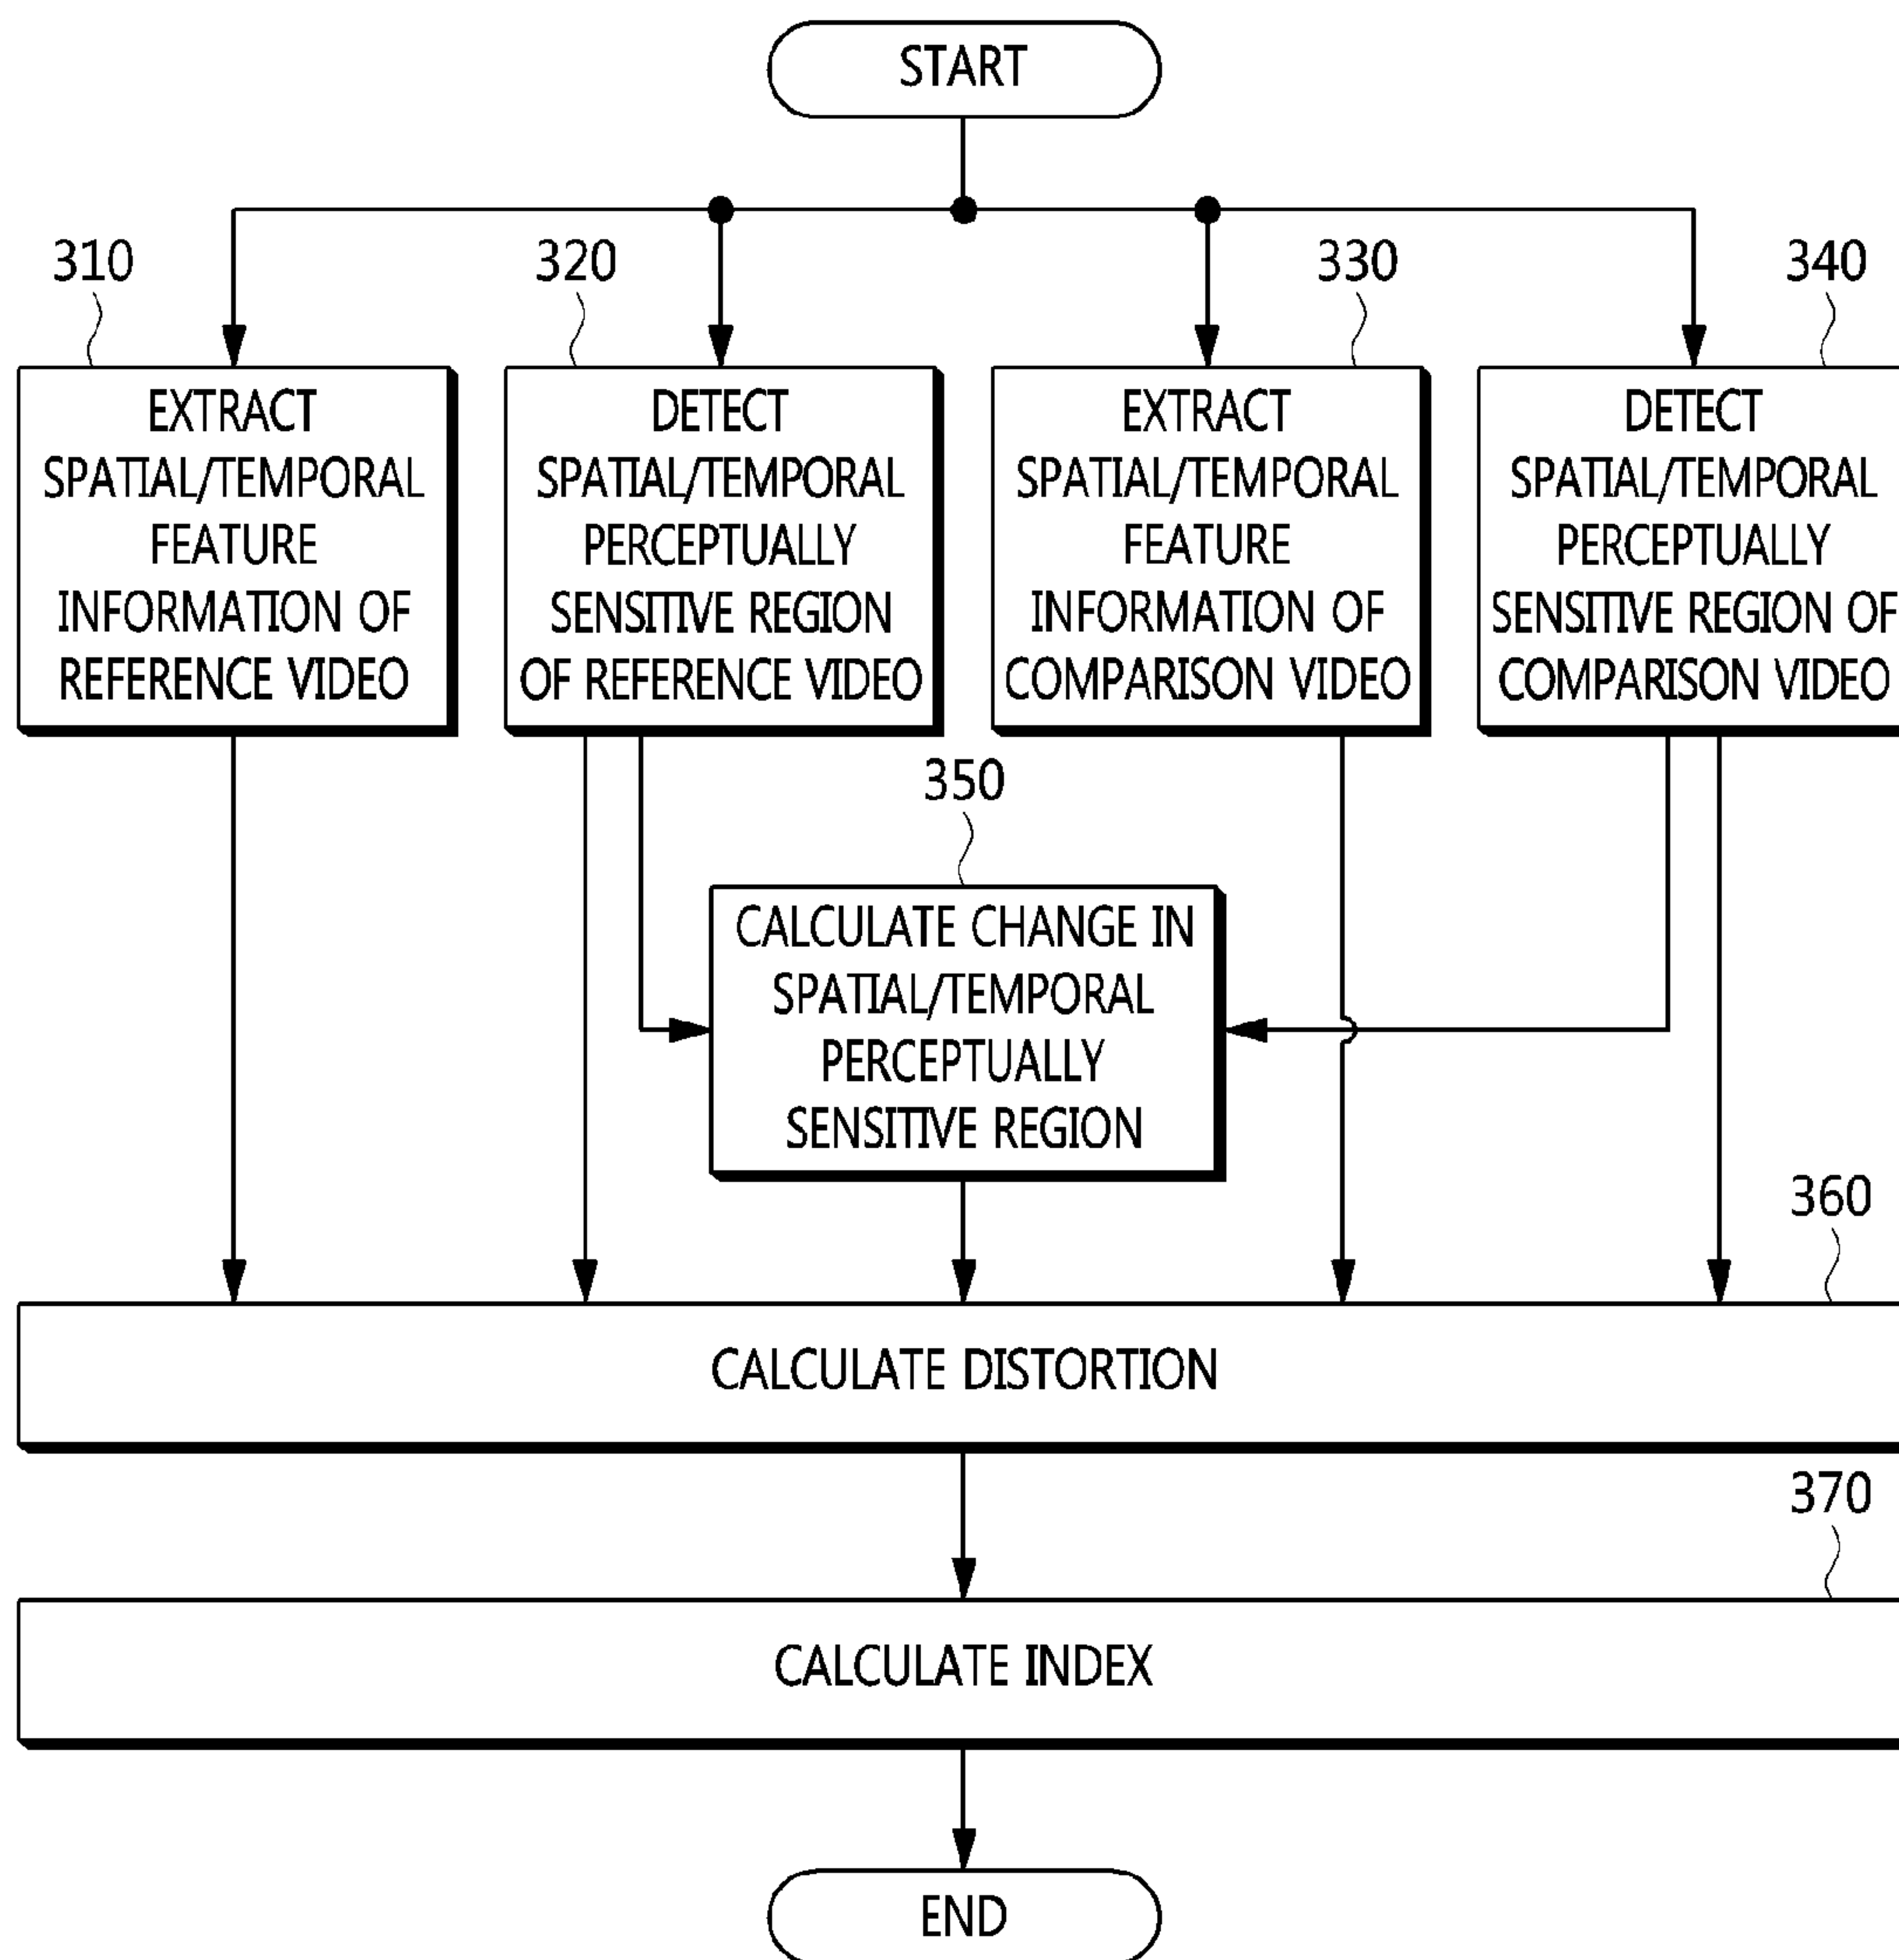 START
310
320
330
340
EXTRACT
SPATIAL/TEMPORAL
FEATURE
INFORMATION OF
REFERENCE VIDEO
DETECT
SPATIAL/TEMPORAL
PERCEPTUALLY
SENSITIVE REGION
OF REFERENCE VIDEO
EXTRACT
SPATIAL/TEMPORAL
FEATURE
INFORMATION OF
COMPARISON VIDEO
DETECT
SPATIAL/TEMPORAL
PERCEPTUALLY
SENSITIVE REGION OF
COMPARISON VIDEO
350
CALCULATE CHANGE IN
SPATIAL/TEMPORAL
PERCEPTUALLY
SENSITIVE REGION
360
CALCULATE DISTORTION
370
CALCULATE INDEX
END